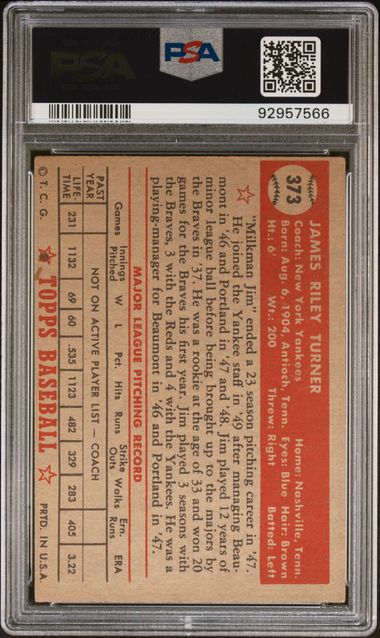 PSA
PSA
92957566
373
JAMES RILEY TURNER
Coach: New York Yankees Home: Nashville, Tenn.
Born: Aug. 6, 1904, Antioch, Tenn. Eyes: Blue Hair: Brown
Ht.: 6' Wt.: 200 Threw: Right Batted: Left
"Milkman Jim" ended a 23 season pitching career in '47.
He joined the Yankee staff in '49 after managing Beau-
mont in '46 and Portland in '47 and '48. Jim played 12 years of
minor league ball before being brought up to the majors by
the Braves in '37. He was a rookie at the age of 33 and won 20
games for the Braves his first year. Jim played 3 seasons with
the Braves, 3 with the Reds and 4 with the Yankees. He was a
playing-manager for Beaumont in '46 and Portland in '47.
MAJOR LEAGUE PITCHING RECORD
Games Innings Pitched W L Pct. Hits Runs Strike Outs Walks Ern. Runs ERA
PAST YEAR NOT ON ACTIVE PLAYER LIST — COACH
LIFE-TIME 231 1132 69 60 .535 1123 482 329 283 405 3.22
© T. C. G. TOPPS BASEBALL PRTD. IN U.S.A